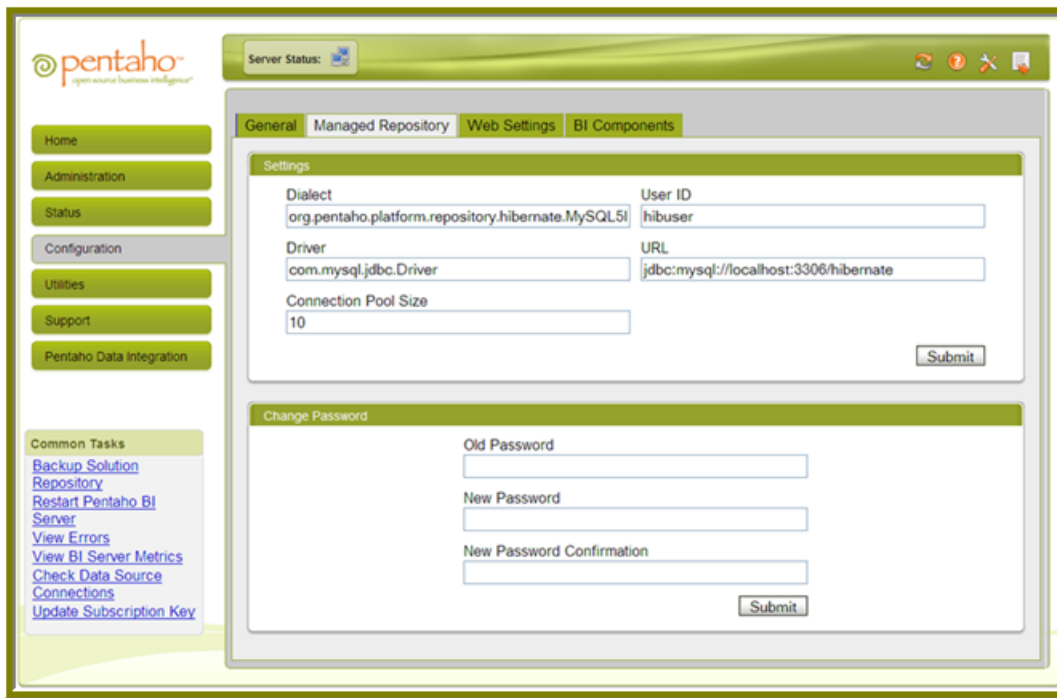 pentaho™
open source business intelligence™
Server Status:
Home
Administration
Status
Configuration
Utilities
Support
Pentaho Data Integration
Common Tasks
Backup Solution
Repository
Restart Pentaho BI
Server
View Errors
View BI Server Metrics
Check Data Source
Connections
Update Subscription Key
General Managed Repository Web Settings BI Components
Settings
Dialect User ID
org.pentaho.platform.repository.hibernate.MySQL5I hibuser
Driver URL
com.mysql.jdbc.Driver jdbc:mysql://localhost:3306/hibernate
Connection Pool Size
10
Submit
Change Password
Old Password
New Password
New Password Confirmation
Submit